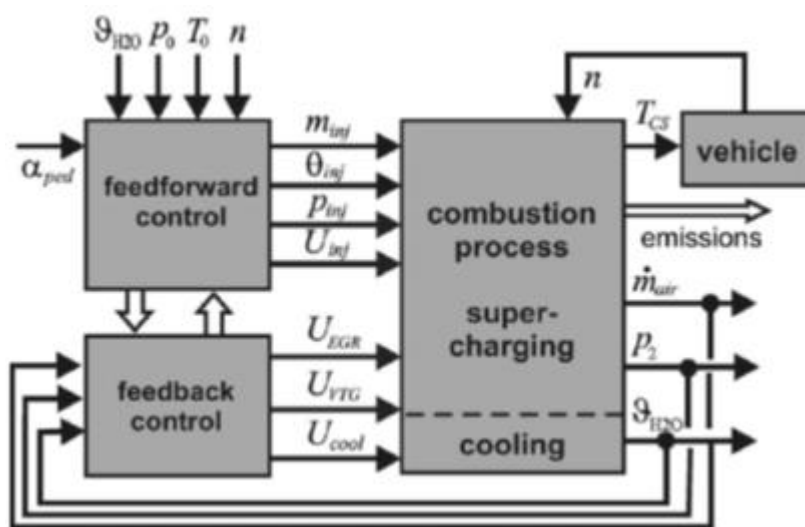 ϑH2O p0 T0 n
αped
feedforward
control
minj
θinj
pinj
Uinj
feedback
control
UEGR
UVTG
Ucool
n
combustion
process
super-
charging
cooling
TCS
vehicle
emissions
ṁair
p2
ϑH2O